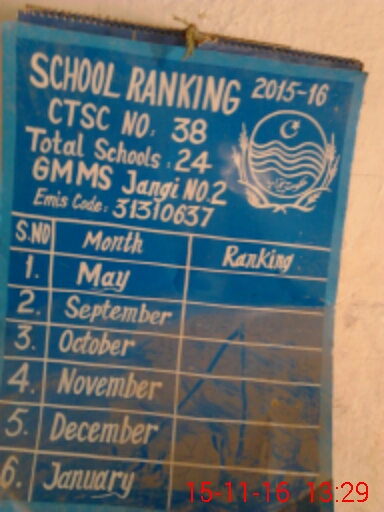 SCHOOL RANKING 2015-16
CTSC NO. 38
Total Schools : 24
GMMS Jangi NO.2
Emis Code: 31310637
S.NO Month Ranking
1. May
2. September
3. October
4. November
5. December
6. January
15-11-16 13:29